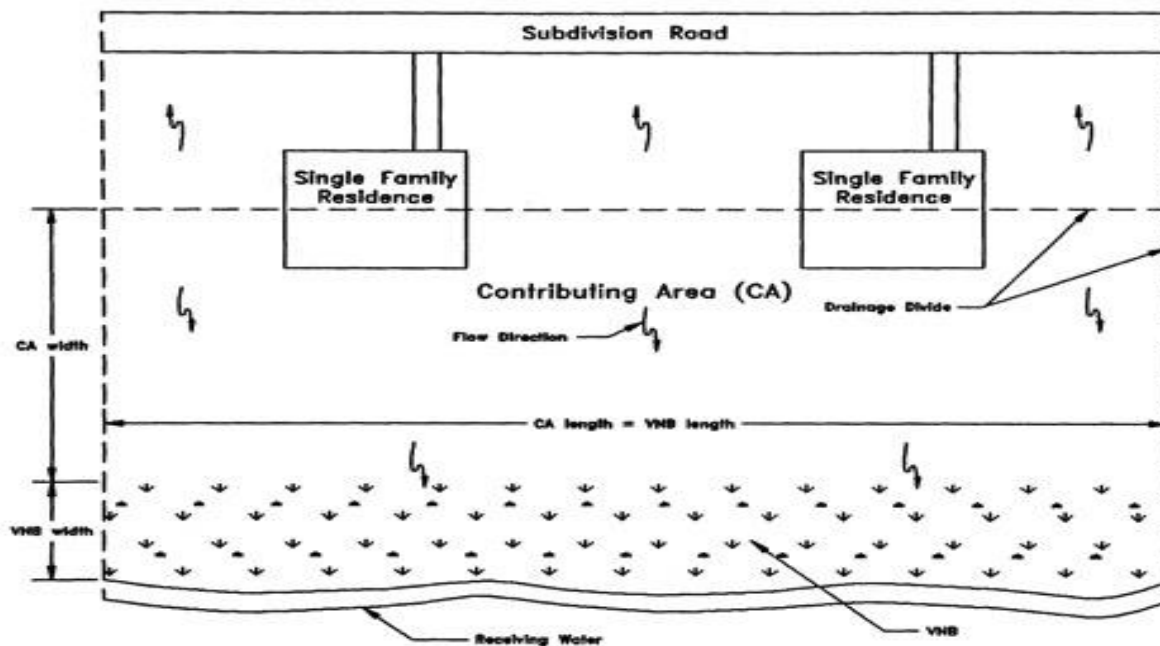 Subdivision Road
Single Family
Residence
Single Family
Residence
Contributing Area (CA)
Drainage Divide
Flow Direction
CA width
CA length = VNB length
VNB width
VNB
Receiving Water